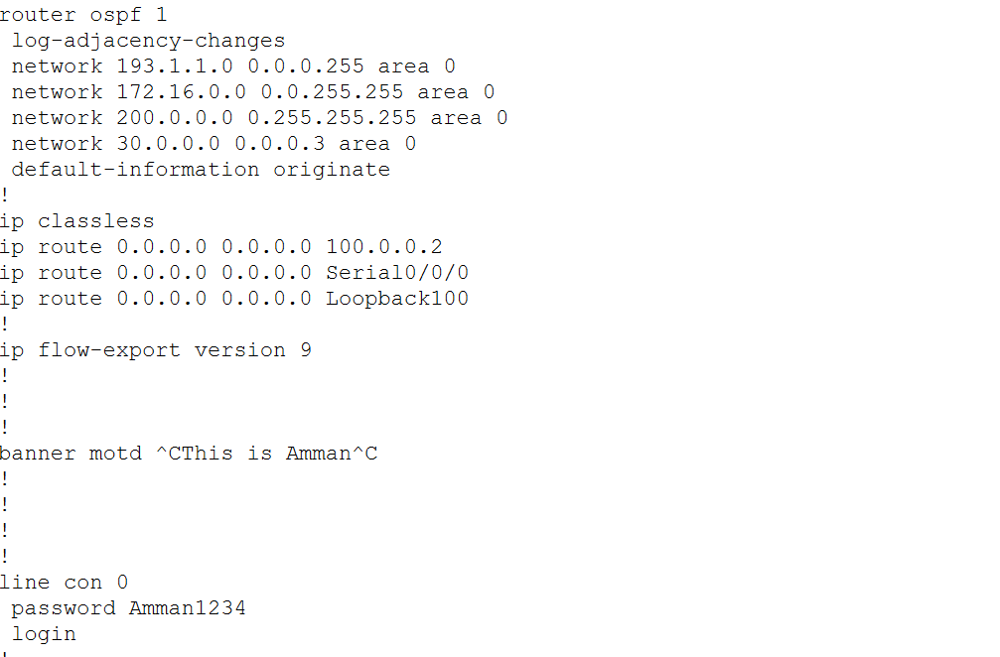 router ospf 1
 log-adjacency-changes
 network 193.1.1.0 0.0.0.255 area 0
 network 172.16.0.0 0.0.255.255 area 0
 network 200.0.0.0 0.255.255.255 area 0
 network 30.0.0.0 0.0.0.3 area 0
 default-information originate
!
ip classless
ip route 0.0.0.0 0.0.0.0 100.0.0.2
ip route 0.0.0.0 0.0.0.0 Serial0/0/0
ip route 0.0.0.0 0.0.0.0 Loopback100
!
ip flow-export version 9
!
!
!
banner motd ^CThis is Amman^C
!
!
!
!
line con 0
 password Amman1234
 login
!